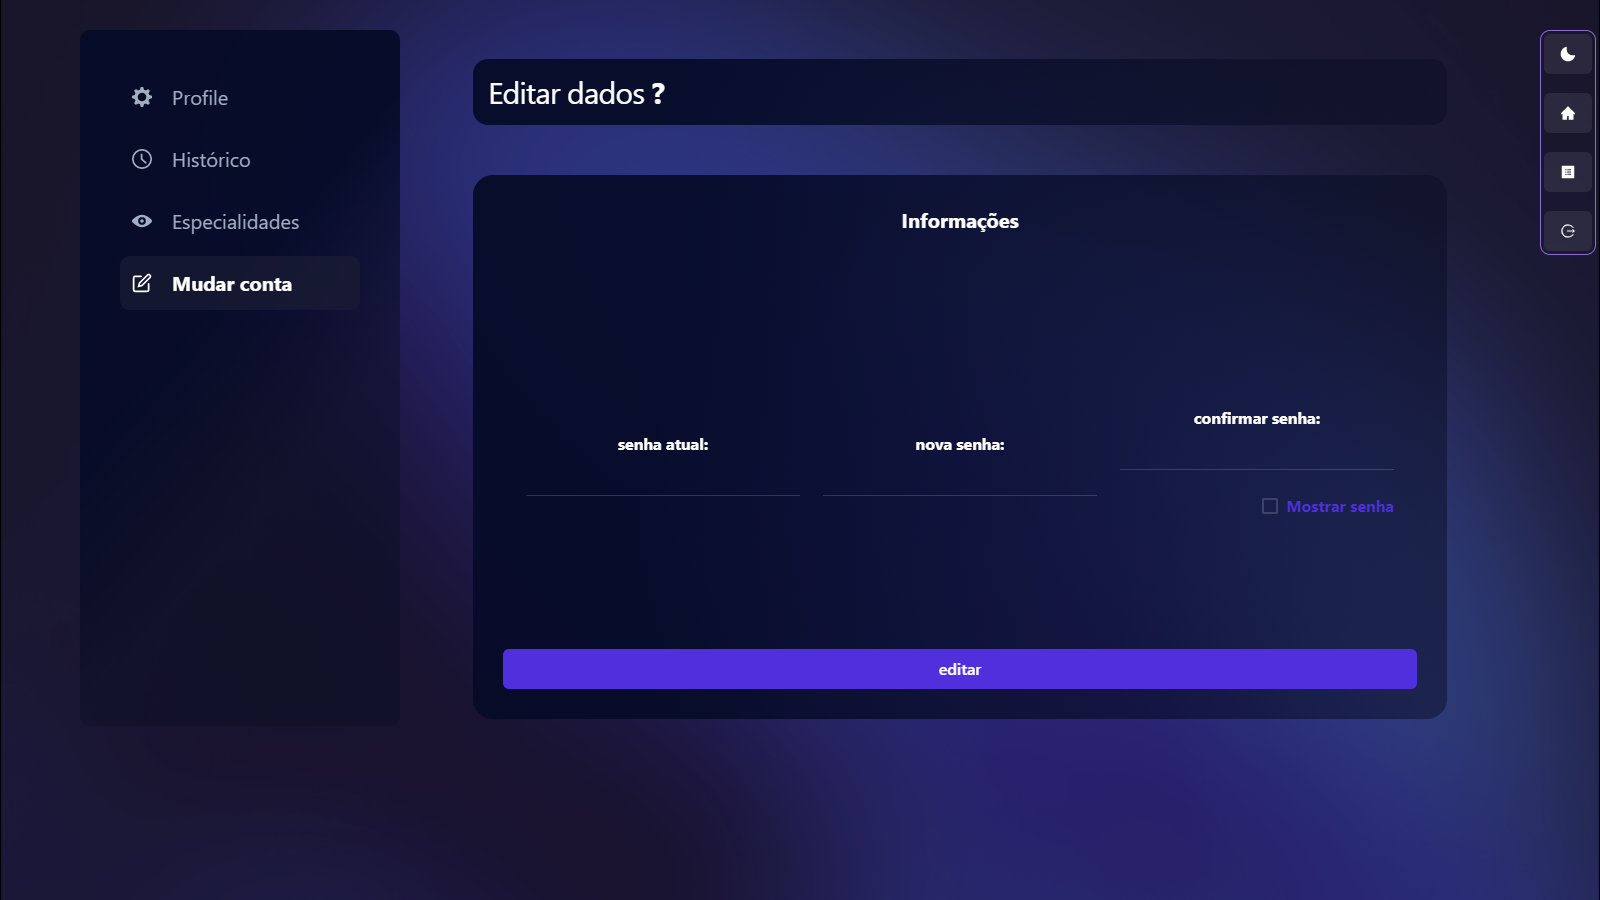 Profile
Histórico
Especialidades
Mudar conta
Editar dados ?
Informações
senha atual:
nova senha:
confirmar senha:
Mostrar senha
editar